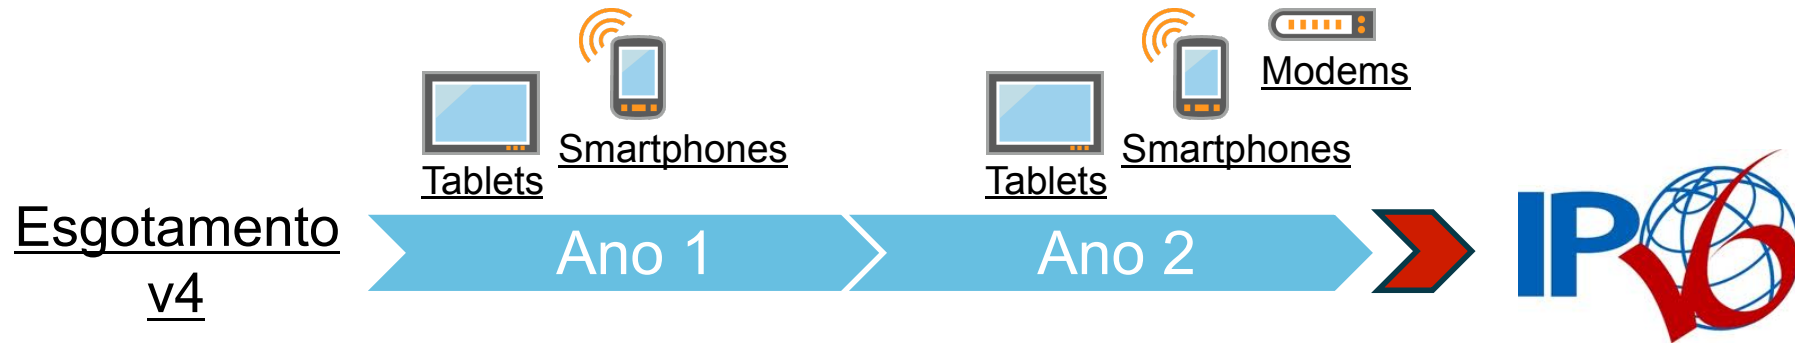 Modems
Smartphones
Smartphones
Tablets
Tablets
Esgotamento
v4
Ano 1
Ano 2
IPv6